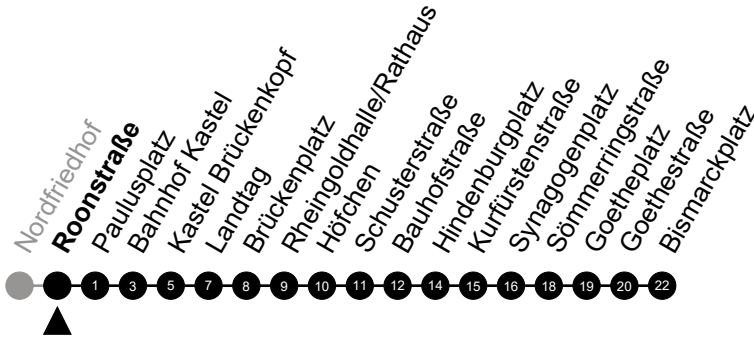 Nordfriedhof
Roonstraße
Paulusplatz
Bahnhof Kastel
Kastel Brückenkopf
Landtag
Brückenplatz
Rheingoldhalle/Rathaus
Höfchen
Schusterstraße
Bauhofstraße
Hindenburgplatz
Kurfürstenstraße
Synagogenplatz
Sömmerringstraße
Goetheplatz
Goethestraße
Bismarckplatz
1 3 5 7 8 9 10 11 12 14 15 16 18 19 20 22